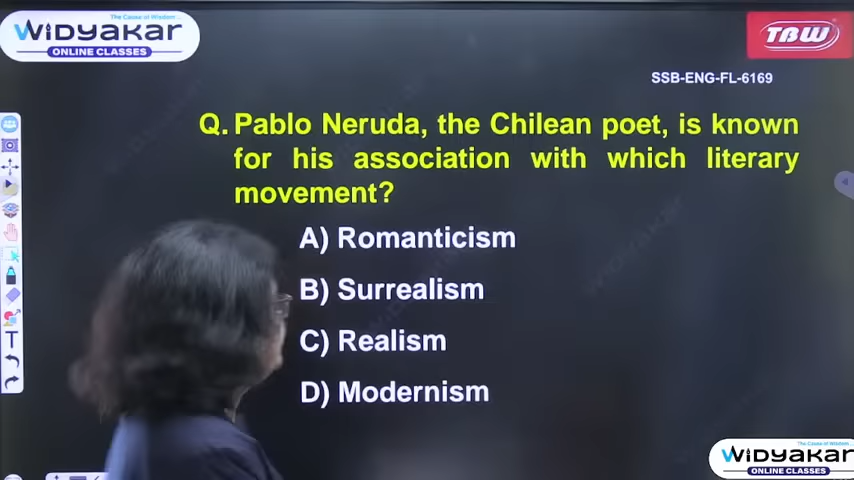 The Cause of Wisdom...
WIDYAKAR
ONLINE CLASSES
TBW
SSB-ENG-FL-6169
Q. Pablo Neruda, the Chilean poet, is known
for his association with which literary
movement?
A) Romanticism
B) Surrealism
C) Realism
D) Modernism
T
The Cause of Wisdom...
WIDYAKAR
ONLINE CLASSES